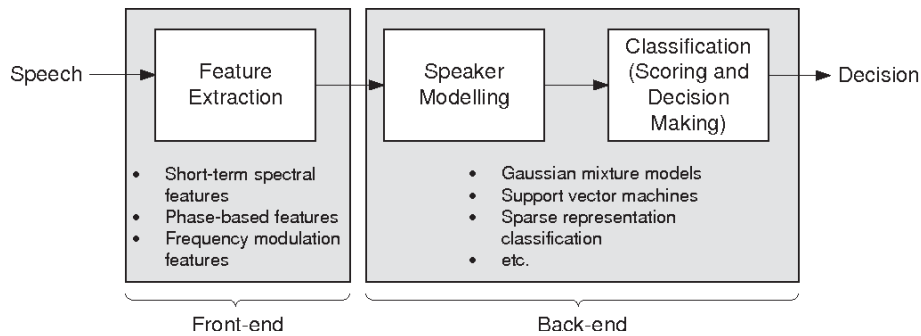 Speech
Feature
Extraction
Speaker
Modelling
Classification
(Scoring and
Decision
Making)
Decision
• Short-term spectral
features
• Phase-based features
• Frequency modulation
features
• Gaussian mixture models
• Support vector machines
• Sparse representation
classification
• etc.
Front-end
Back-end